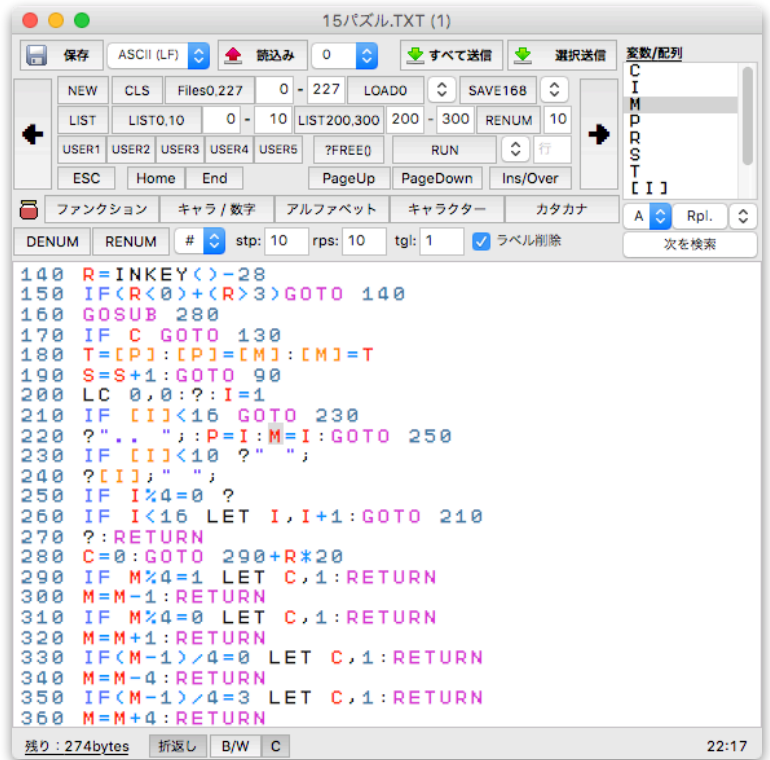 15パズル.TXT (1)
保存 ASCII (LF) 読込み 0 すべて送信 選択送信 変数/配列
NEW CLS Files0,227 0 - 227 LOAD0 SAVE168
LIST LIST0,10 0 - 10 LIST200,300 200 - 300 RENUM 10
USER1 USER2 USER3 USER4 USER5 ?FREE() RUN 行
ESC Home End PageUp PageDown Ins/Over
C
I
M
P
R
S
T
[I]
ファンクション キャラ / 数字 アルファベット キャラクター カタカナ A Rpl.
DENUM RENUM # stp: 10 rps: 10 tgl: 1 ラベル削除 次を検索
140 R=INKEY()-28
150 IF(R<0)+(R>3)GOTO 140
160 GOSUB 280
170 IF C GOTO 130
180 T=[P]:[P]=[M]:[M]=T
190 S=S+1:GOTO 90
200 LC 0,0:?:I=1
210 IF [I]<16 GOTO 230
220 ?".. ";:P=I:M=I:GOTO 250
230 IF [I]<10 ?" ";
240 ?[I];" ";
250 IF I%4=0 ?
260 IF I<16 LET I,I+1:GOTO 210
270 ?:RETURN
280 C=0:GOTO 290+R*20
290 IF M%4=1 LET C,1:RETURN
300 M=M-1:RETURN
310 IF M%4=0 LET C,1:RETURN
320 M=M+1:RETURN
330 IF(M-1)/4=0 LET C,1:RETURN
340 M=M-4:RETURN
350 IF(M-1)/4=3 LET C,1:RETURN
360 M=M+4:RETURN
残り：274bytes 折返し B/W C 22:17